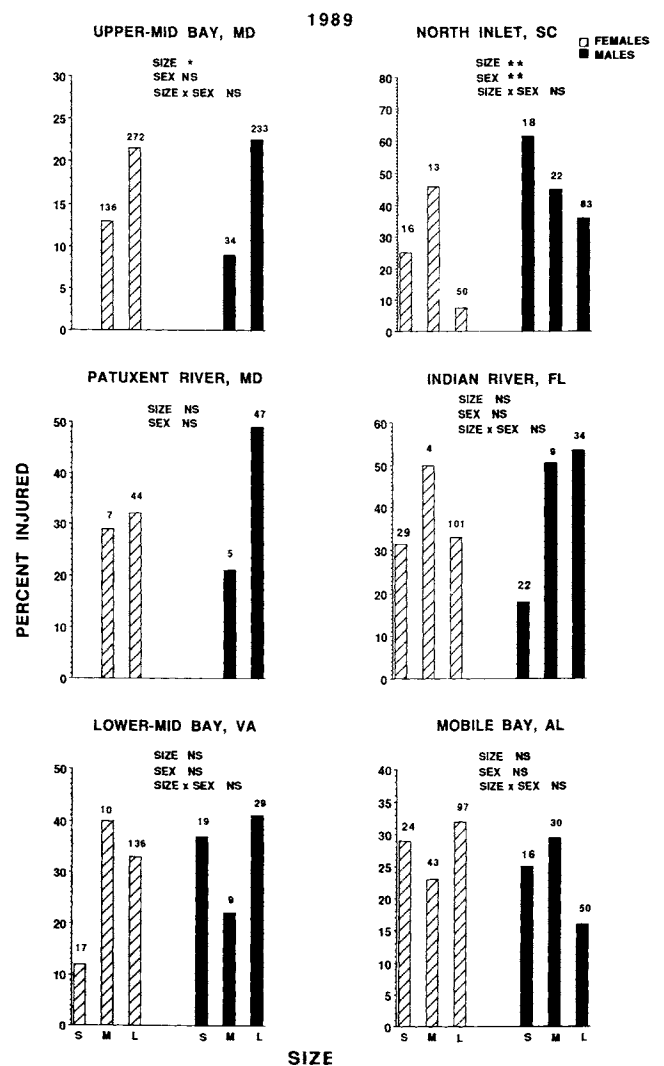 1989
UPPER-MID BAY, MD
SIZE *
SEX NS
SIZE x SEX NS
30
25
20
15
10
5
0
136
272
34
233
NORTH INLET, SC
FEMALES
MALES
SIZE **
SEX **
SIZE x SEX NS
80
70
60
50
40
30
20
10
0
16
13
50
18
22
83
PERCENT INJURED
PATUXENT RIVER, MD
SIZE NS
SEX NS
50
40
30
20
10
0
7
44
5
47
INDIAN RIVER, FL
SIZE NS
SEX NS
SIZE x SEX NS
60
50
40
30
20
10
0
29
4
101
22
9
34
LOWER-MID BAY, VA
SIZE NS
SEX NS
SIZE x SEX NS
50
40
30
20
10
0
17
10
136
19
9
29
S M L S M L
MOBILE BAY, AL
SIZE NS
SEX NS
SIZE x SEX NS
40
35
30
25
20
15
10
5
0
24
43
97
16
30
50
S M L S M L
SIZE